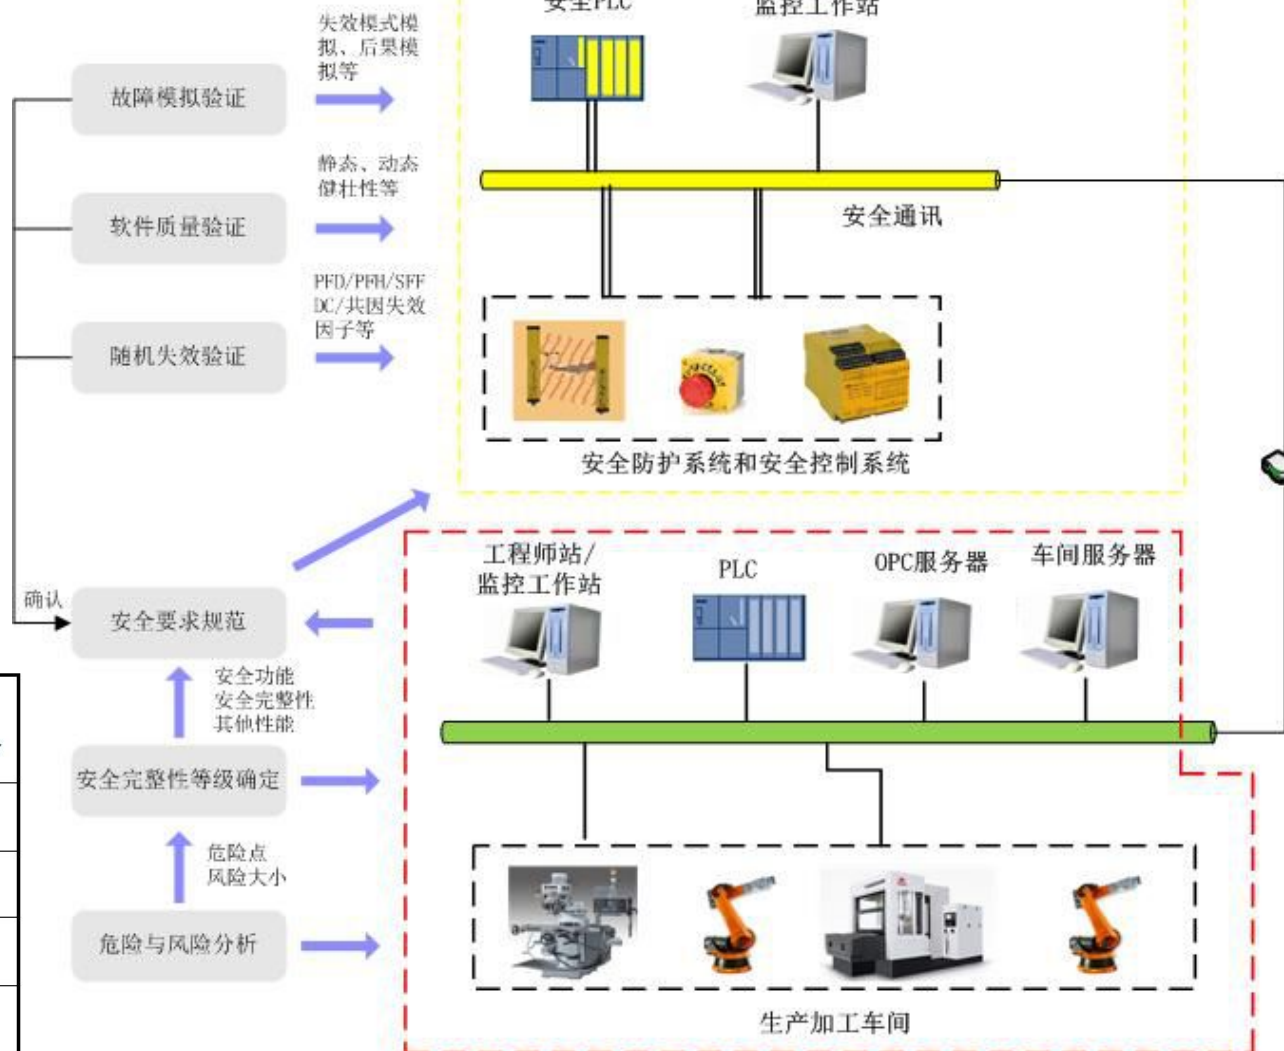 安全PLC
监控工作站
失效模式模
拟、后果模
拟等
故障模拟验证
静态、动态
健壮性等
软件质量验证
安全通讯
PFD/PFH/SFF
DC/共因失效
因子等
随机失效验证
安全防护系统和安全控制系统
工程师站/
监控工作站
PLC
OPC服务器
车间服务器
确认
安全要求规范
安全功能
安全完整性
其他性能
安全完整性等级确定
危险点
风险大小
危险与风险分析
生产加工车间